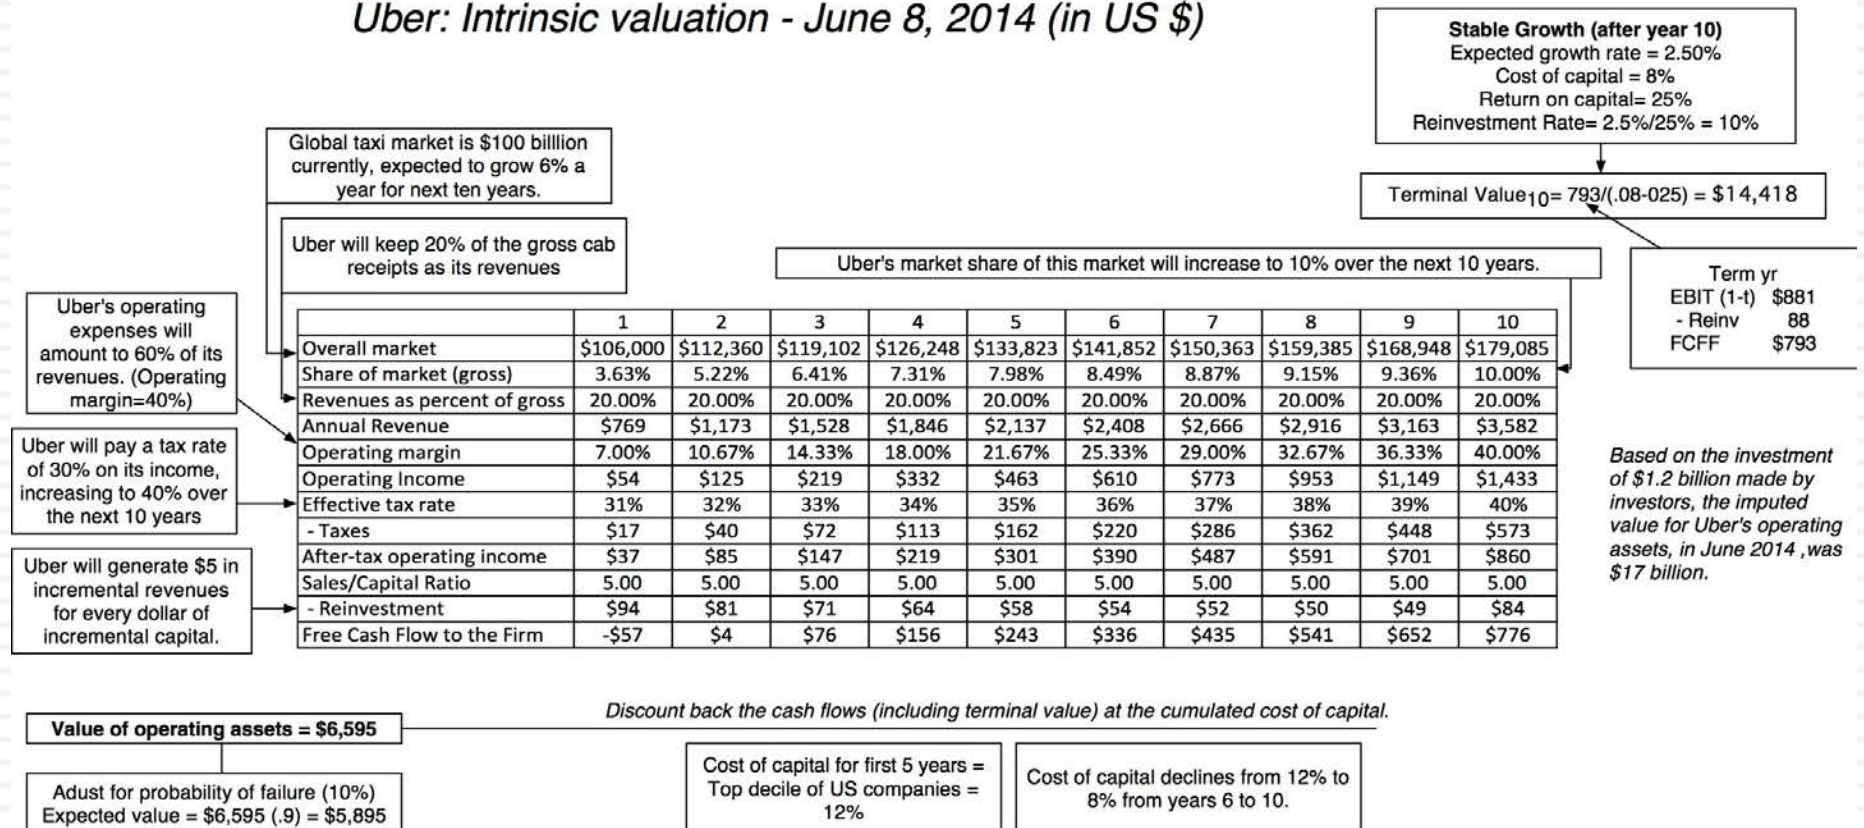 Uber: Intrinsic valuation - June 8, 2014 (in US $)
Stable Growth (after year 10)
Expected growth rate = 2.50%
Cost of capital = 8%
Return on capital= 25%
Reinvestment Rate= 2.5%/25% = 10%
Global taxi market is $100 billlion
currently, expected to grow 6% a
year for next ten years.
Terminal Value10= 793/(.08-025) = $14,418
Uber will keep 20% of the gross cab
receipts as its revenues
Uber's market share of this market will increase to 10% over the next 10 years.
Term yr
EBIT (1-t) $881
- Reinv 88
FCFF $793
Uber's operating
expenses will
amount to 60% of its
revenues. (Operating
margin=40%)
Uber will pay a tax rate
of 30% on its income,
increasing to 40% over
the next 10 years
Uber will generate $5 in
incremental revenues
for every dollar of
incremental capital.
1 2 3 4 5 6 7 8 9 10
Overall market $106,000 $112,360 $119,102 $126,248 $133,823 $141,852 $150,363 $159,385 $168,948 $179,085
Share of market (gross) 3.63% 5.22% 6.41% 7.31% 7.98% 8.49% 8.87% 9.15% 9.36% 10.00%
Revenues as percent of gross 20.00% 20.00% 20.00% 20.00% 20.00% 20.00% 20.00% 20.00% 20.00% 20.00%
Annual Revenue $769 $1,173 $1,528 $1,846 $2,137 $2,408 $2,666 $2,916 $3,163 $3,582
Operating margin 7.00% 10.67% 14.33% 18.00% 21.67% 25.33% 29.00% 32.67% 36.33% 40.00%
Operating Income $54 $125 $219 $332 $463 $610 $773 $953 $1,149 $1,433
Effective tax rate 31% 32% 33% 34% 35% 36% 37% 38% 39% 40%
- Taxes $17 $40 $72 $113 $162 $220 $286 $362 $448 $573
After-tax operating income $37 $85 $147 $219 $301 $390 $487 $591 $701 $860
Sales/Capital Ratio 5.00 5.00 5.00 5.00 5.00 5.00 5.00 5.00 5.00 5.00
- Reinvestment $94 $81 $71 $64 $58 $54 $52 $50 $49 $84
Free Cash Flow to the Firm -$57 $4 $76 $156 $243 $336 $435 $541 $652 $776
Based on the investment
of $1.2 billion made by
investors, the imputed
value for Uber's operating
assets, in June 2014 ,was
$17 billion.
Discount back the cash flows (including terminal value) at the cumulated cost of capital.
Value of operating assets = $6,595
Adust for probability of failure (10%)
Expected value = $6,595 (.9) = $5,895
Cost of capital for first 5 years =
Top decile of US companies =
12%
Cost of capital declines from 12% to
8% from years 6 to 10.